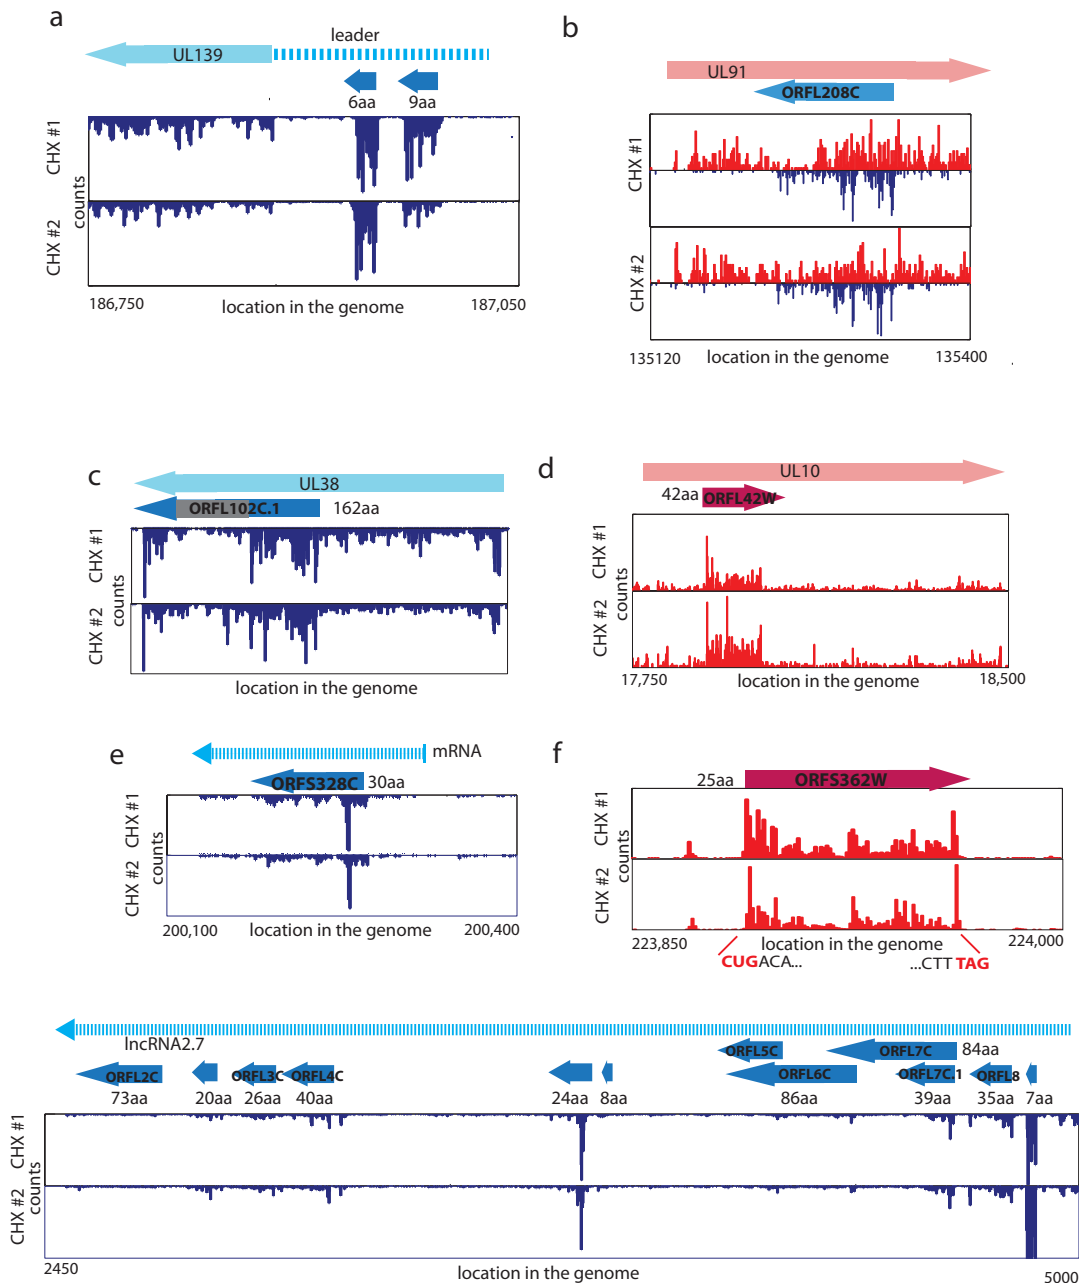 a
leader
UL139
6aa
9aa
CHX #1
CHX #2
counts
186,750
location in the genome
187,050
b
UL91
ORFL208C
CHX #1
CHX #2
135120
location in the genome
135400
c
UL38
ORFL102C.1
162aa
CHX #1
CHX #2
counts
location in the genome
d
UL10
42aa
ORFL42W
CHX #1
CHX #2
counts
17,750
location in the genome
18,500
e
mRNA
ORFS328C
30aa
CHX #1
CHX #2
counts
200,100
location in the genome
200,400
f
25aa
ORFS362W
CHX #1
CHX #2
counts
223,850
location in the genome
224,000
CUGACA...
...CTT TAG
lncRNA2.7
ORFL5C
ORFL7C
84aa
ORFL2C
ORFL3C
ORFL4C
ORFL6C
ORFL7C.1
ORFL8
73aa
20aa
26aa
40aa
24aa
8aa
86aa
39aa
35aa
7aa
CHX #1
CHX #2
counts
2450
location in the genome
5000